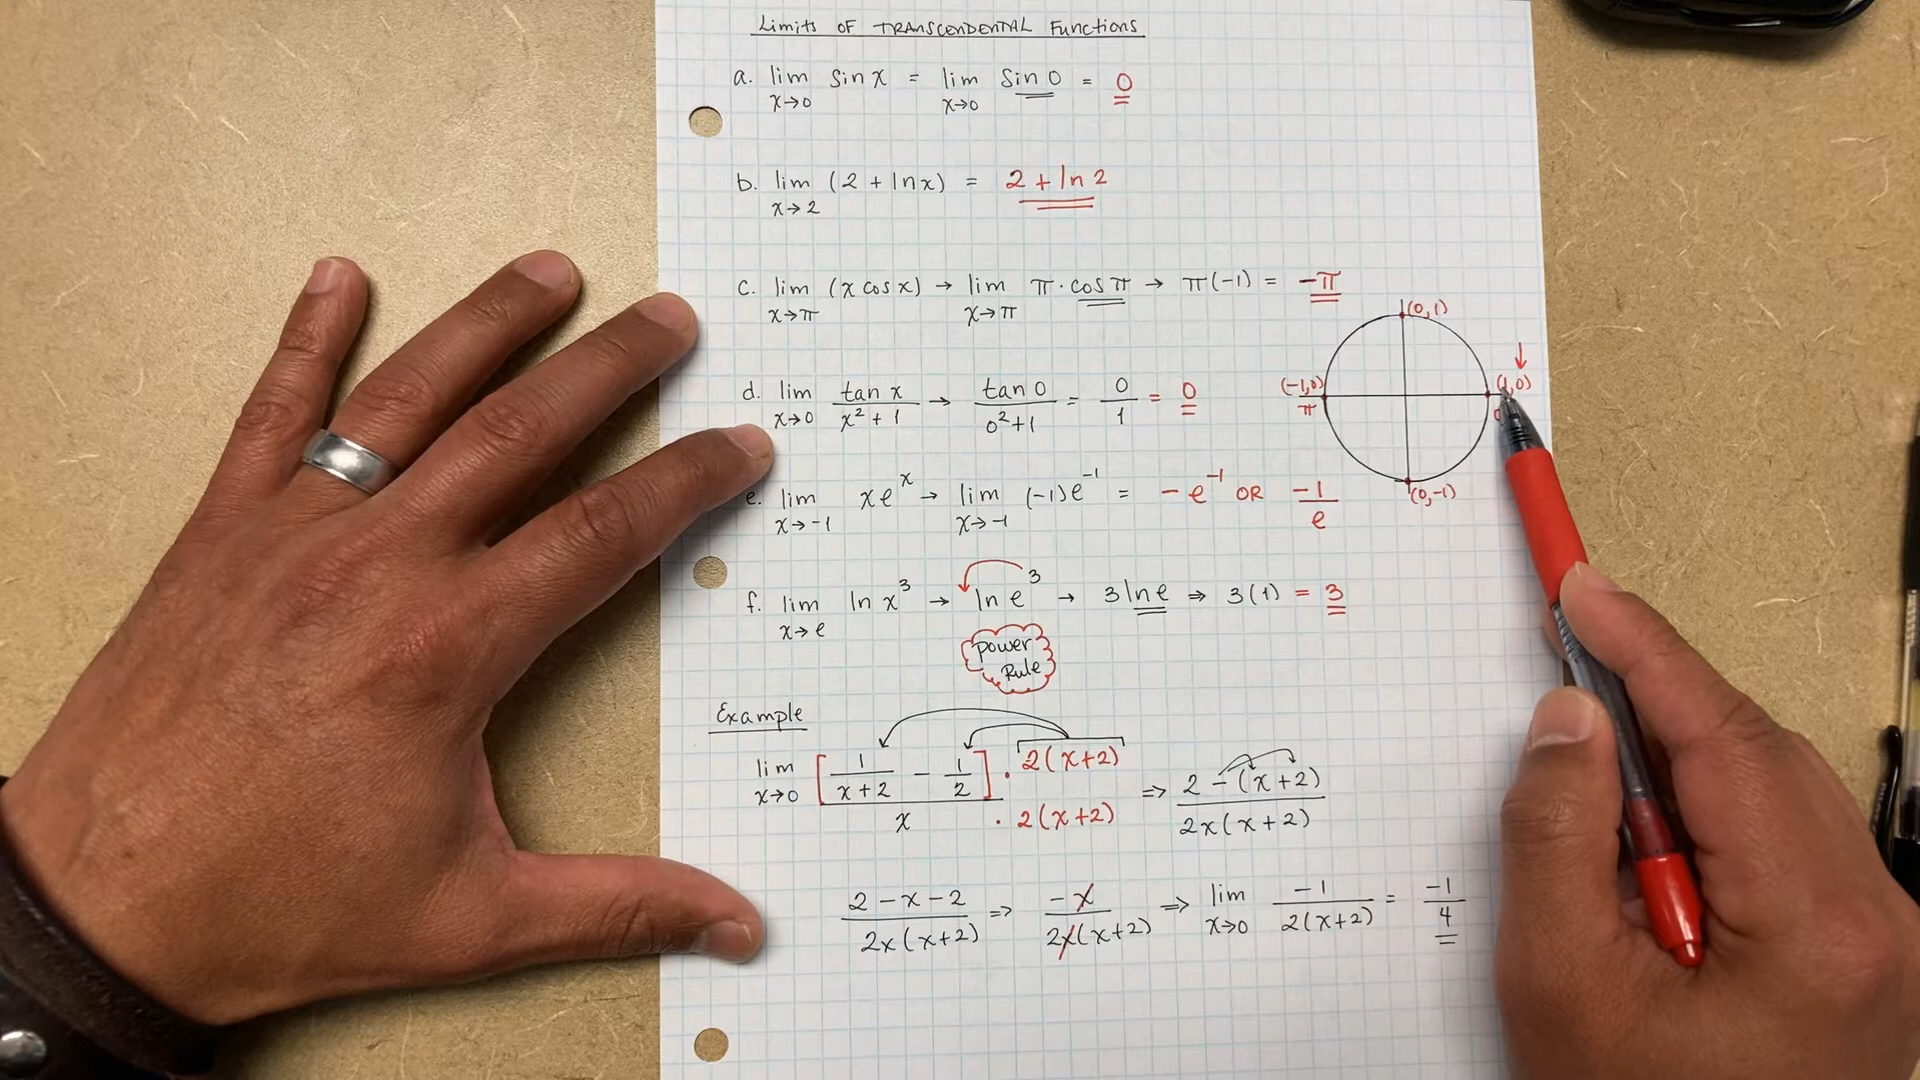 Limits OF TRANSCENDENTAL Functions
a. lim x→0 sin x = lim x→0 Sin 0 = 0
b. lim x→2 (2 + ln x) = 2 + ln 2
c. lim x→π (x cos x) → lim x→π π · cos π → π(-1) = -π
(0,1)
d. lim x→0 tan x / x² + 1 → tan 0 / 0² + 1 = 0/1 = 0
(-1,0)
π
(1,0)
(0,-1)
e. lim x→-1 x e^x → lim x→-1 (-1)e^-1 = - e^-1 OR -1/e
f. lim x→e ln x³ → ln e³ → 3 ln e ⇒ 3(1) = 3
Power
Rule
Example
lim x→0 [1/(x+2) - 1/2] · 2(x+2) / x · 2(x+2) ⇒ 2 - (x+2) / 2x(x+2)
2 - x - 2 / 2x(x+2) ⇒ -x / 2x(x+2) ⇒ lim x→0 -1 / 2(x+2) = -1/4